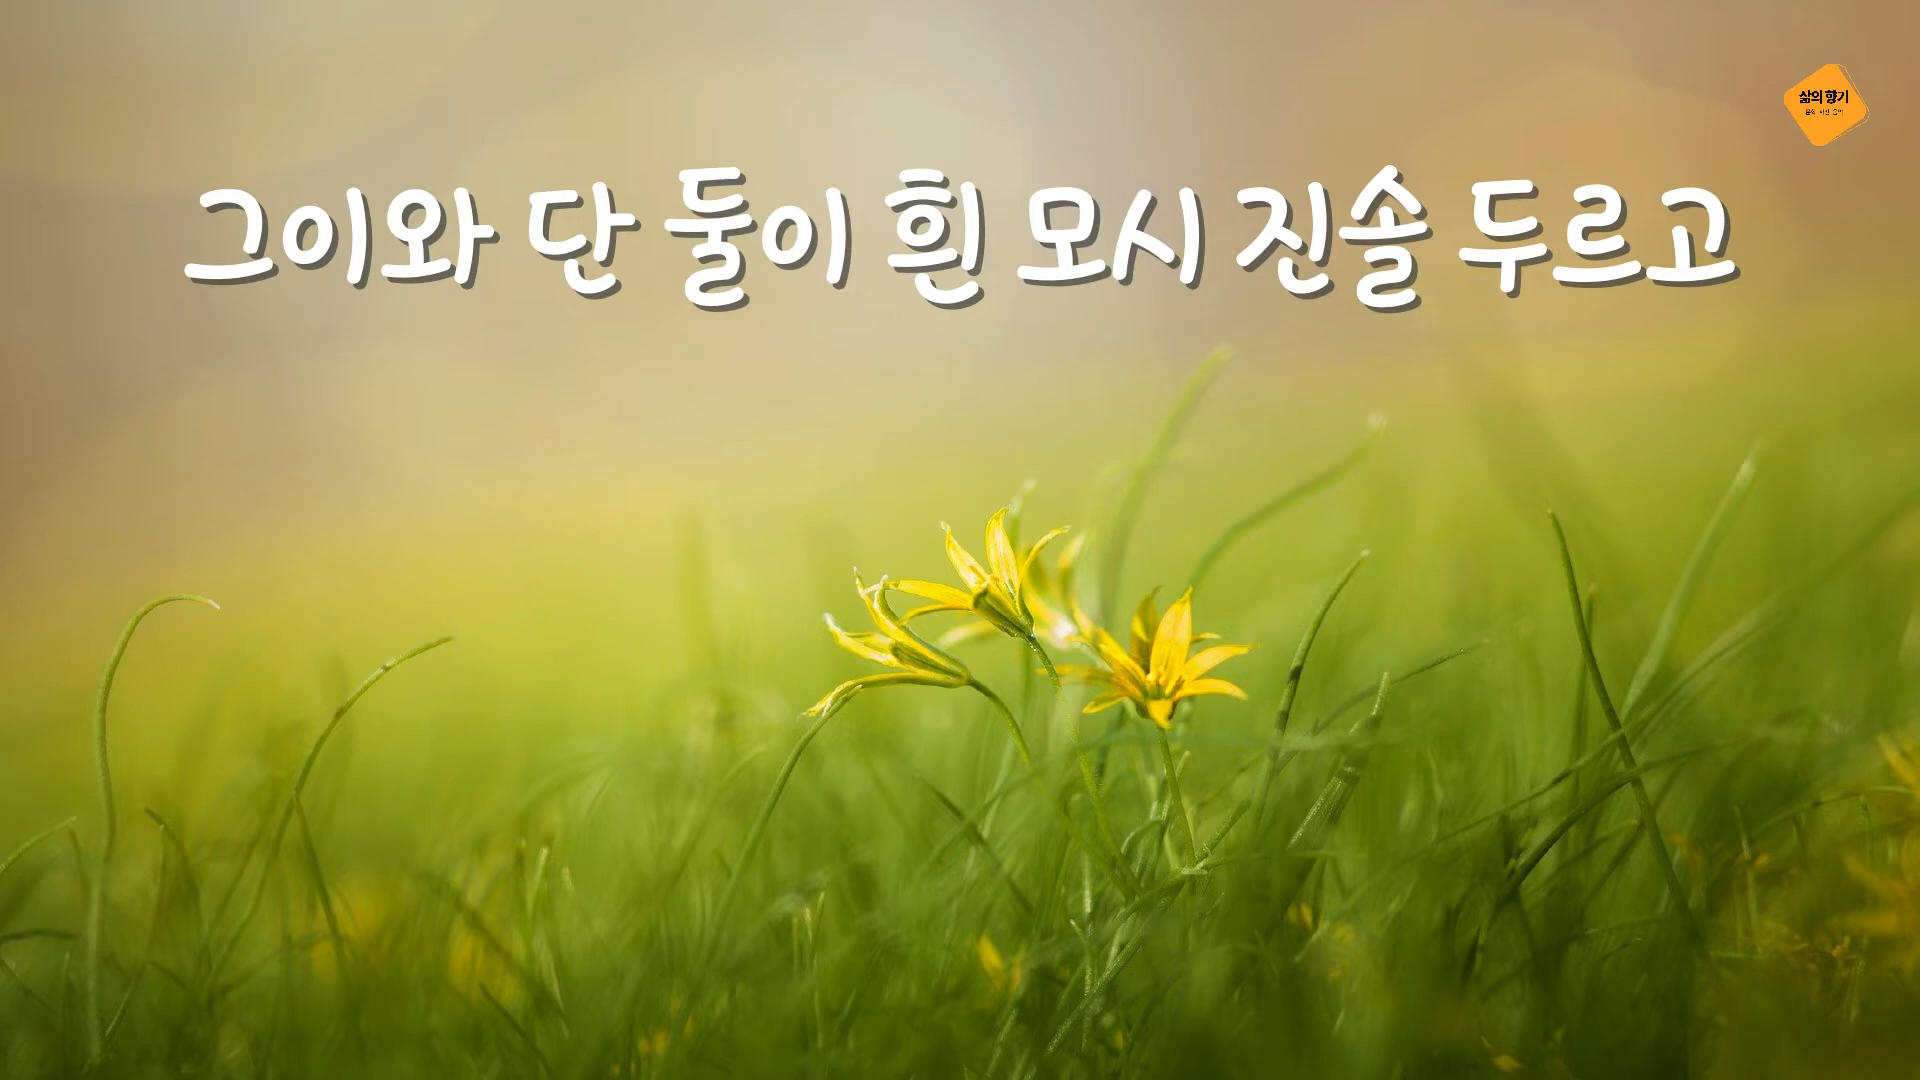 삶의 향기
그이와 단 둘이 흰 모시 진솔 두르고